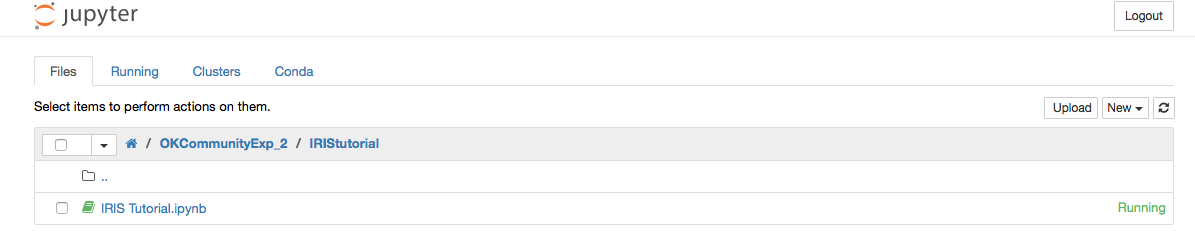 jupyter
Logout
Files Running Clusters Conda
Select items to perform actions on them.
Upload New
/ OKCommunityExp_2 / IRIStutorial
..
IRIS Tutorial.ipynb Running